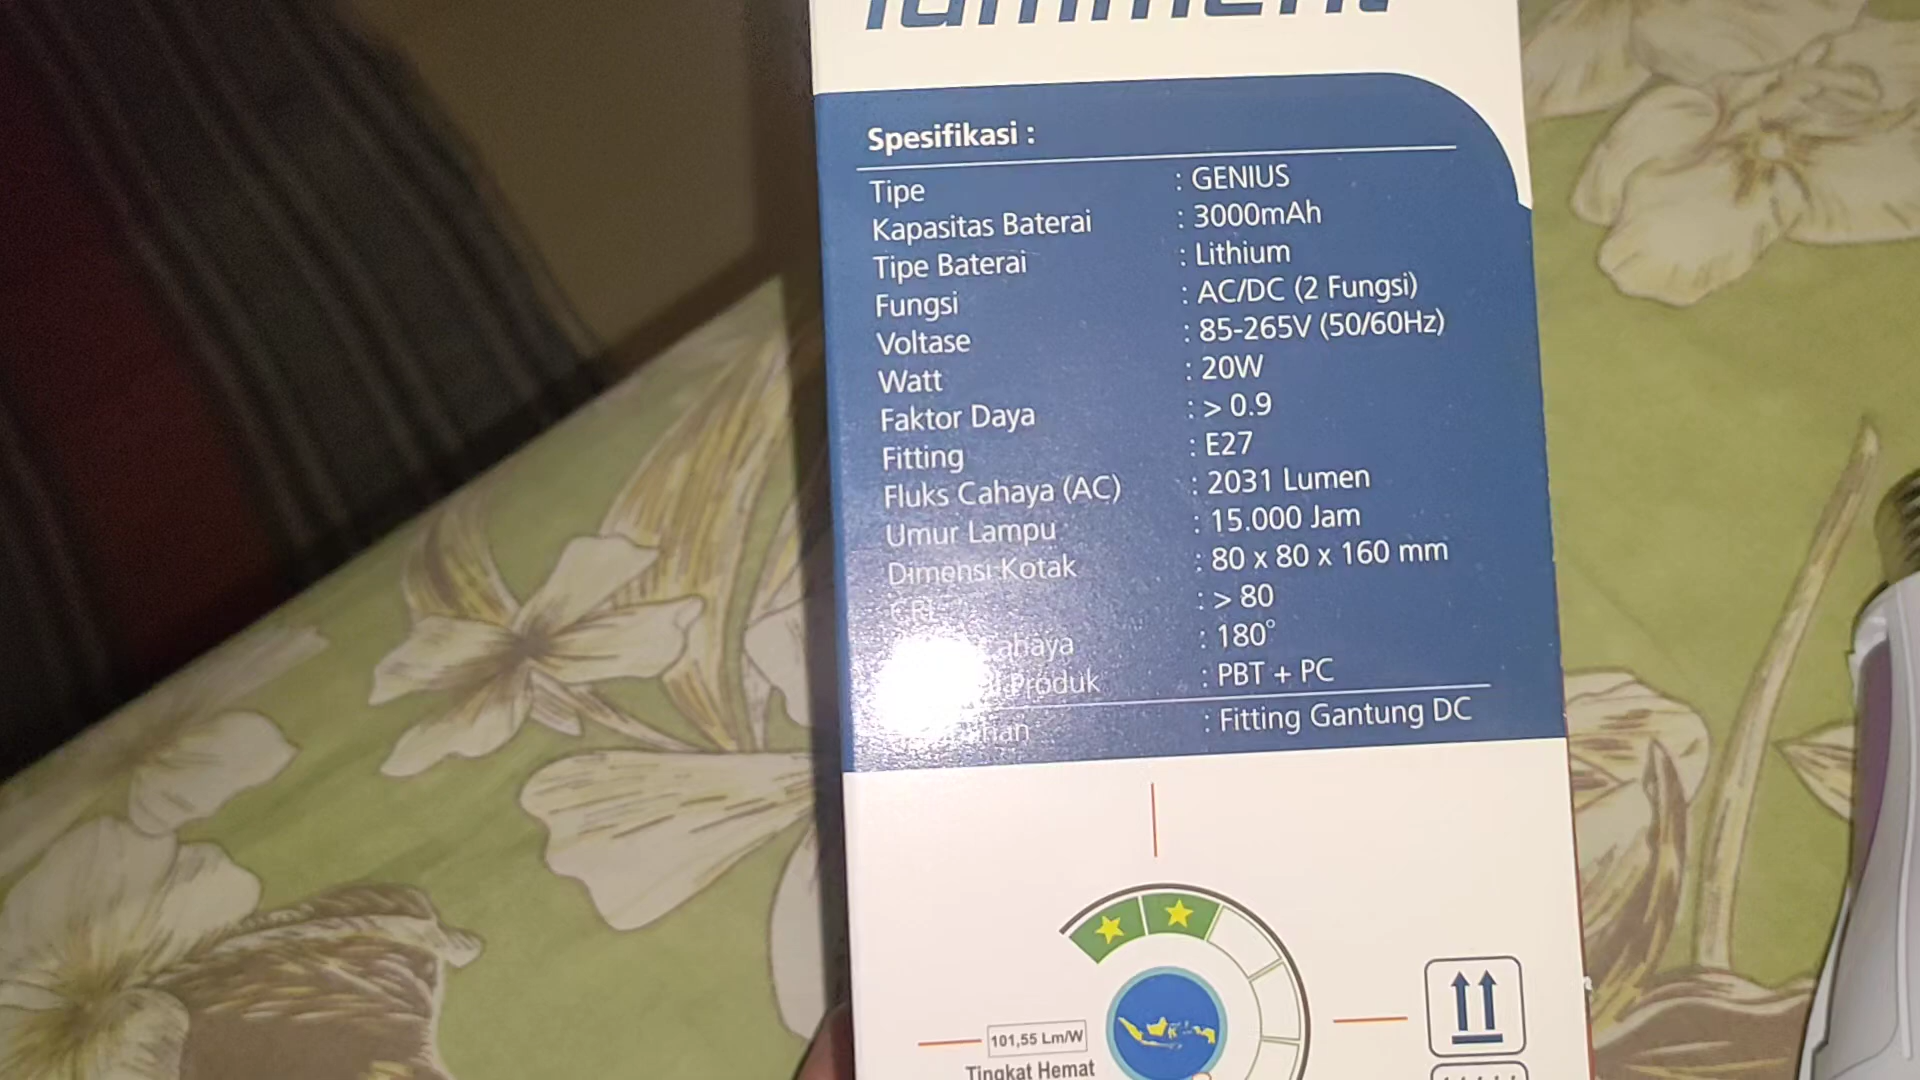 Spesifikasi :
Tipe : GENIUS
Kapasitas Baterai : 3000mAh
Tipe Baterai : Lithium
Fungsi : AC/DC (2 Fungsi)
Voltase : 85-265V (50/60Hz)
Watt : 20W
Faktor Daya : > 0.9
Fitting : E27
Fluks Cahaya (AC) : 2031 Lumen
Umur Lampu : 15.000 Jam
Dimensi Kotak : 80 x 80 x 160 mm
CRI : > 80
Cahaya : 180°
Produk : PBT + PC
: Fitting Gantung DC
101,55 Lm/W
Tingkat Hemat